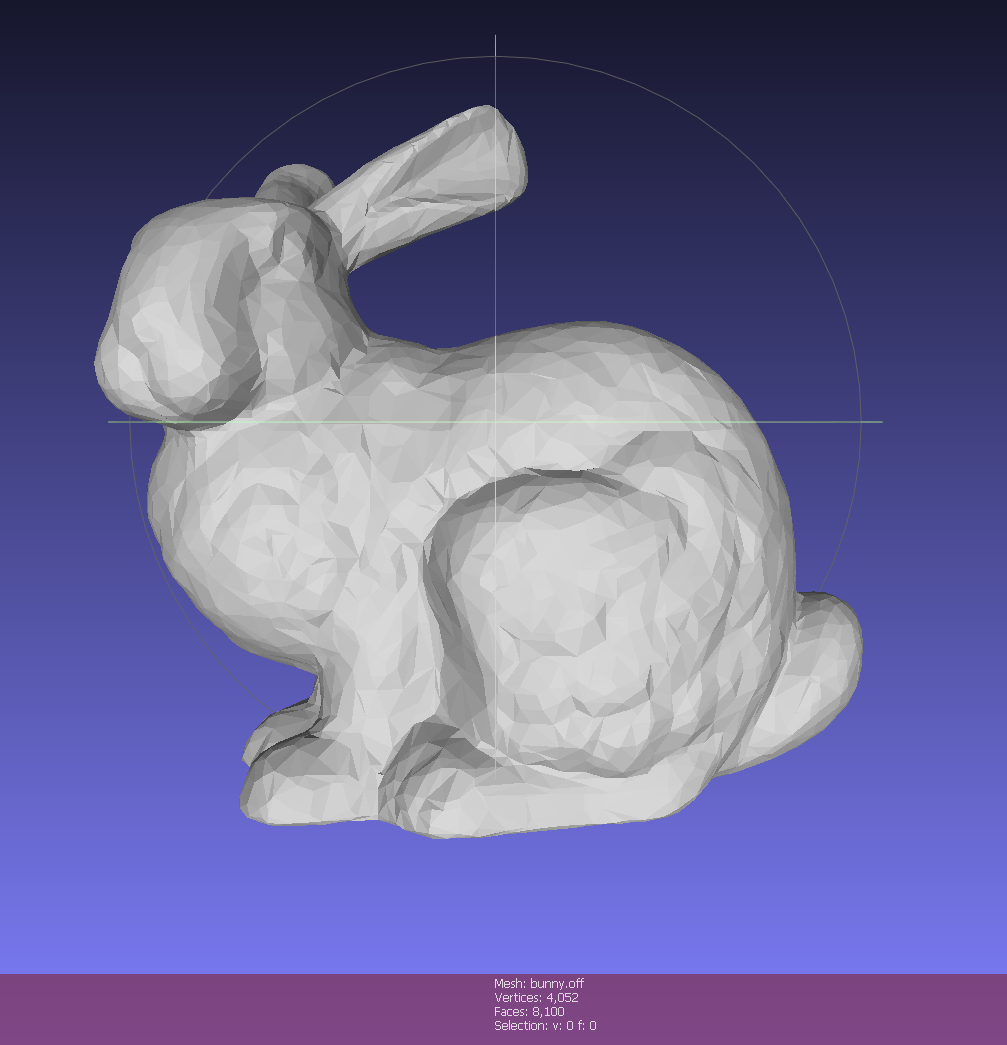 Mesh: bunny.off
Vertices: 4,052
Faces: 8,100
Selection: v: 0 f: 0